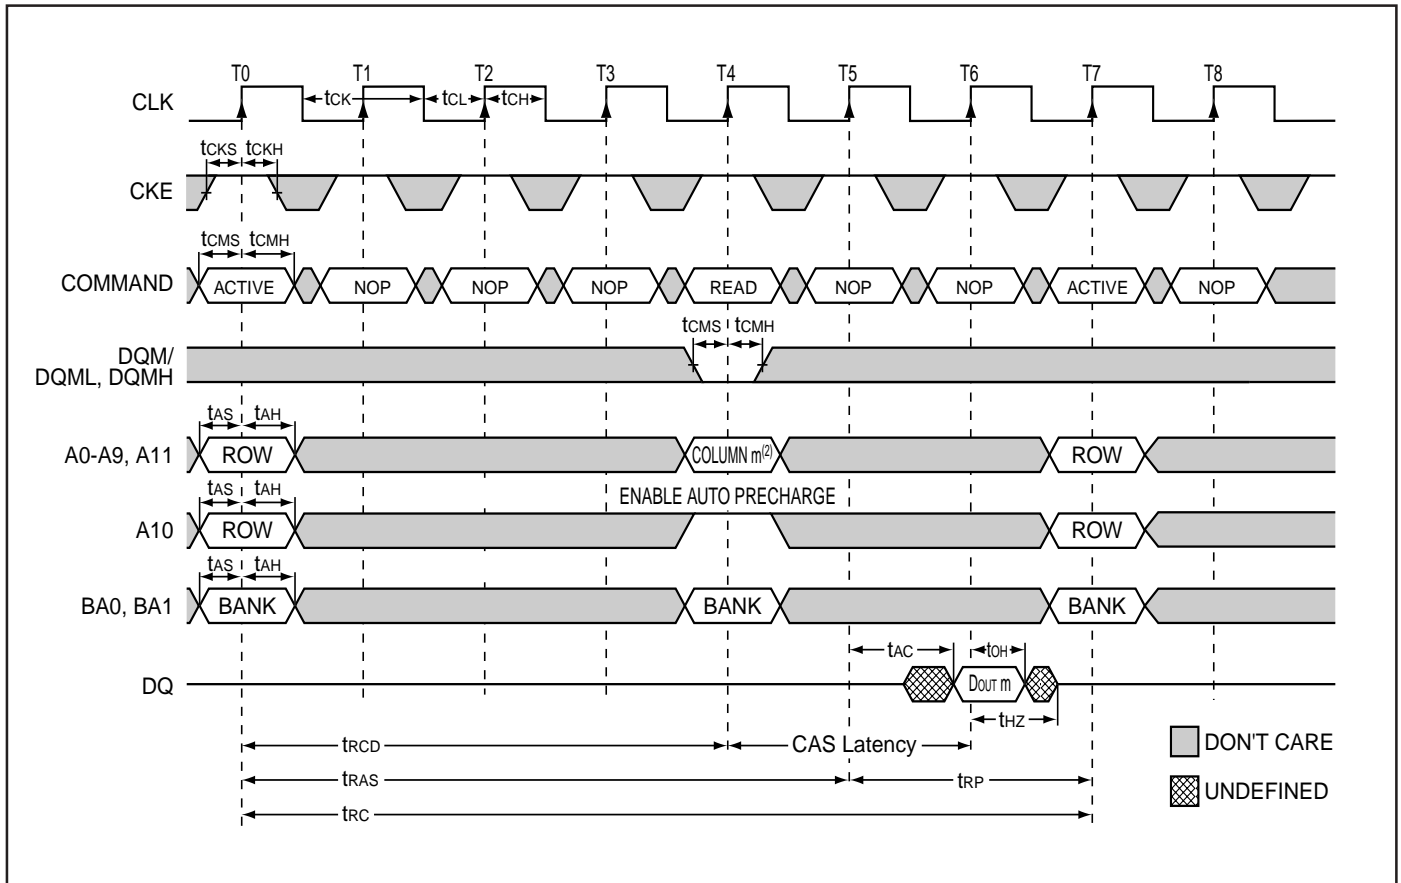 T0 T1 T2 T3 T4 T5 T6 T7 T8
CLK tCK tCL tCH
tCKS tCKH
CKE
tCMS tCMH
COMMAND ACTIVE NOP NOP NOP READ NOP NOP ACTIVE NOP
tCMS tCMH
DQM/
DQML, DQMH
tAS tAH
A0-A9, A11 ROW COLUMN m(2) ROW
tAS tAH ENABLE AUTO PRECHARGE
A10 ROW ROW
tAS tAH
BA0, BA1 BANK BANK BANK
tAC tOH
DQ DOUT m
tHZ
tRCD CAS Latency DON'T CARE
tRAS tRP
UNDEFINED
tRC